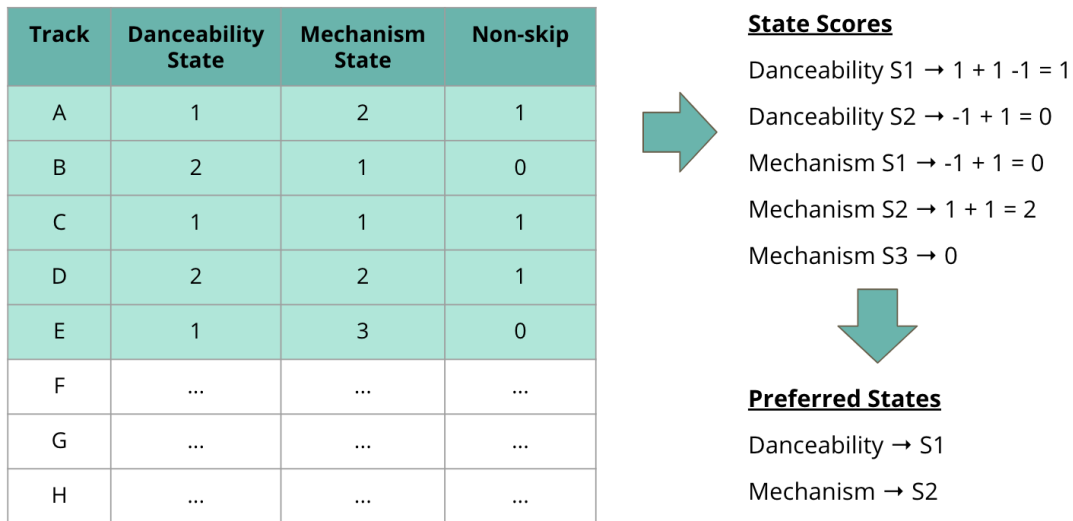 Track Danceability State Mechanism State Non-skip
A 1 2 1
B 2 1 0
C 1 1 1
D 2 2 1
E 1 3 0
F ... ... ...
G ... ... ...
H ... ... ...
State Scores
Danceability S1 → 1 + 1 -1 = 1
Danceability S2 → -1 + 1 = 0
Mechanism S1 → -1 + 1 = 0
Mechanism S2 → 1 + 1 = 2
Mechanism S3 → 0
Preferred States
Danceability → S1
Mechanism → S2